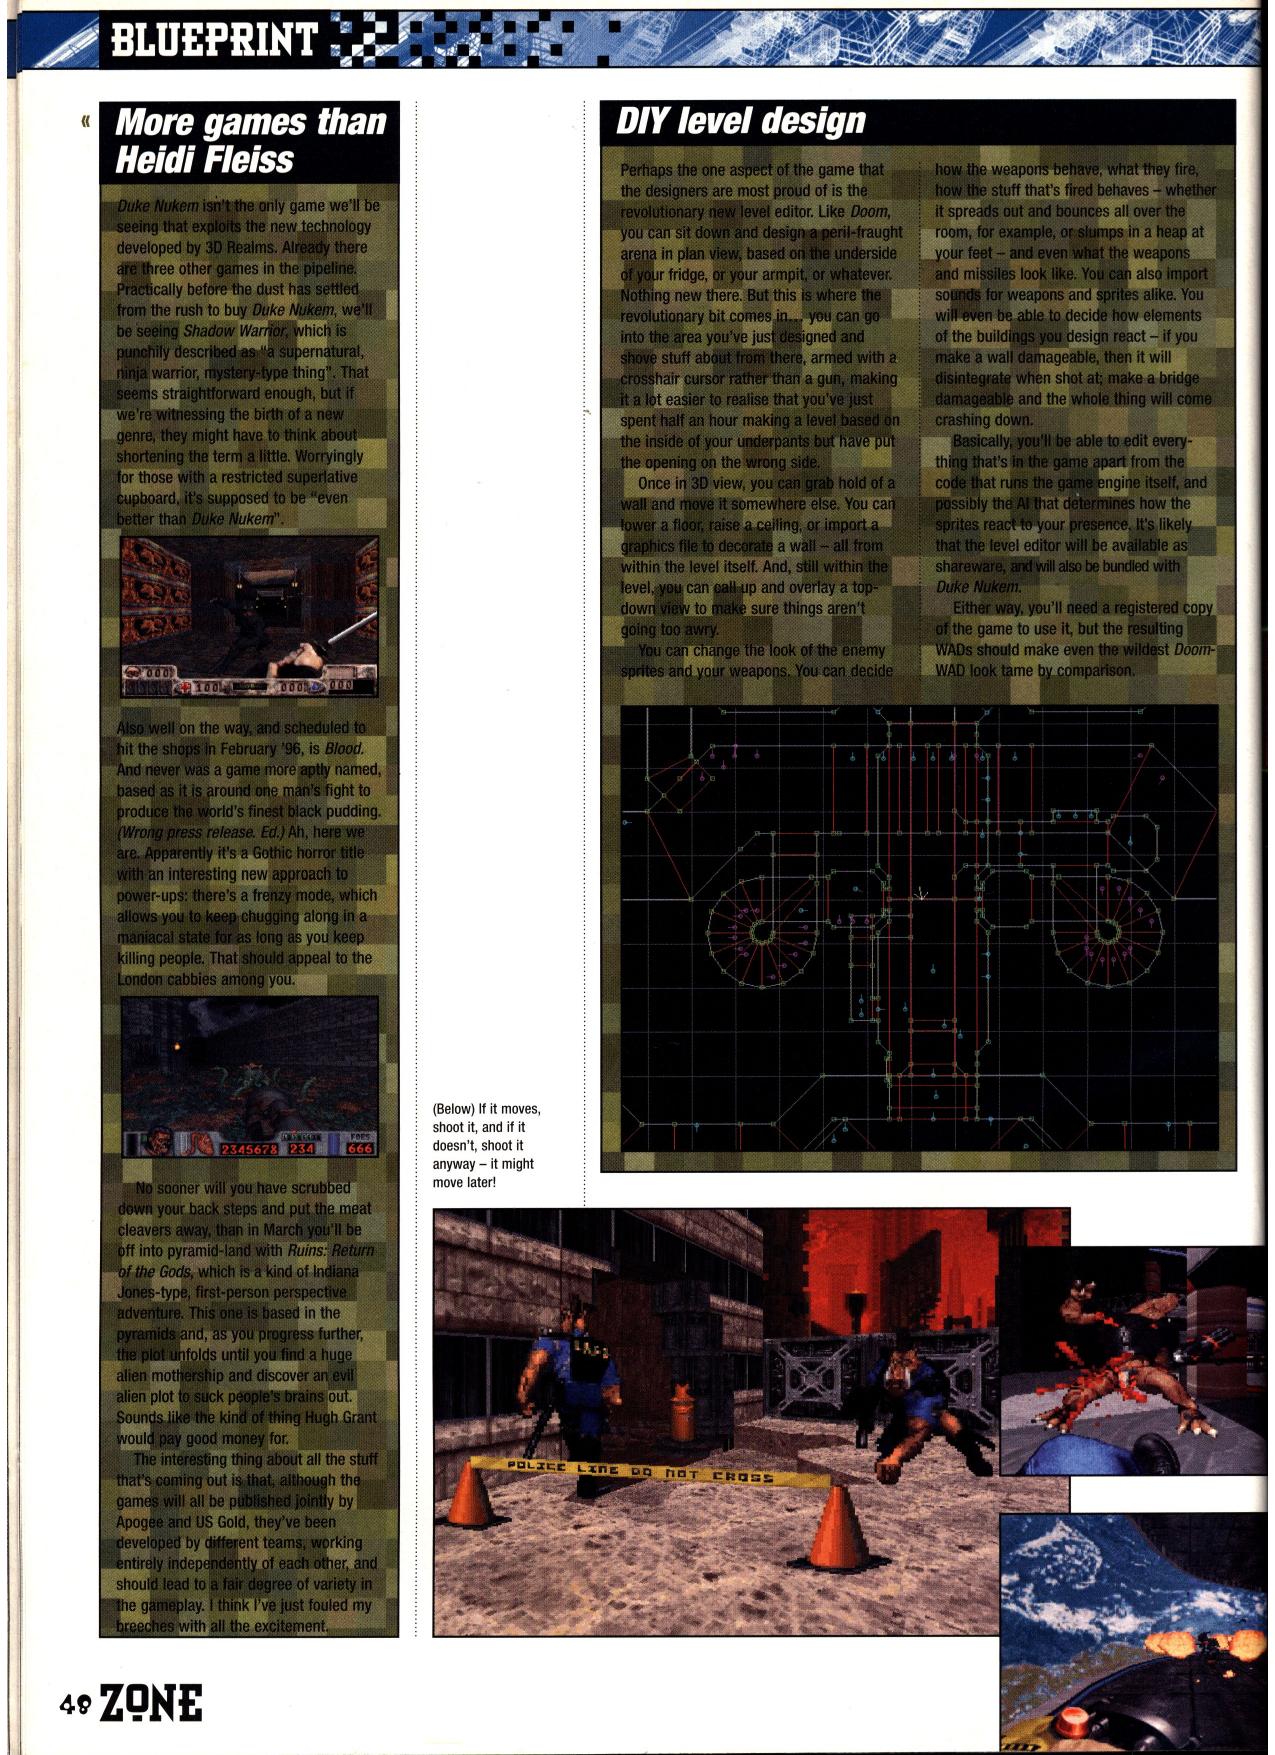 BLUEPRINT
«
More games than
Heidi Fleiss
Duke Nukem isn't the only game we'll be
seeing that exploits the new technology
developed by 3D Realms. Already there
are three other games in the pipeline.
Practically before the dust has settled
from the rush to buy Duke Nukem, we'll
be seeing Shadow Warrior, which is
punchily described as “a supernatural,
ninja warrior, mystery-type thing”. That
seems straightforward enough, but if
we're witnessing the birth of a new
genre, they might have to think about
shortening the term a little. Worryingly
for those with a restricted superlative
cupboard, it's supposed to be “even
better than Duke Nukem”.
000
100
000
000
Also well on the way, and scheduled to
hit the shops in February '96, is Blood.
And never was a game more aptly named,
based as it is around one man's fight to
produce the world's finest black pudding.
(Wrong press release. Ed.) Ah, here we
are. Apparently it's a Gothic horror title
with an interesting new approach to
power-ups: there's a frenzy mode, which
allows you to keep chugging along in a
maniacal state for as long as you keep
killing people. That should appeal to the
London cabbies among you.
2345678
234
FOES
666
No sooner will you have scrubbed
down your back steps and put the meat
cleavers away, than in March you'll be
off into pyramid-land with Ruins: Return
of the Gods, which is a kind of Indiana
Jones-type, first-person perspective
adventure. This one is based in the
pyramids and, as you progress further,
the plot unfolds until you find a huge
alien mothership and discover an evil
alien plot to suck people's brains out.
Sounds like the kind of thing Hugh Grant
would pay good money for.
The interesting thing about all the stuff
that's coming out is that, although the
games will all be published jointly by
Apogee and US Gold, they've been
developed by different teams, working
entirely independently of each other, and
should lead to a fair degree of variety in
the gameplay. I think I've just fouled my
breeches with all the excitement.
DIY level design
Perhaps the one aspect of the game that
the designers are most proud of is the
revolutionary new level editor. Like Doom,
you can sit down and design a peril-fraught
arena in plan view, based on the underside
of your fridge, or your armpit, or whatever.
Nothing new there. But this is where the
revolutionary bit comes in... you can go
into the area you've just designed and
shove stuff about from there, armed with a
crosshair cursor rather than a gun, making
it a lot easier to realise that you've just
spent half an hour making a level based on
the inside of your underpants but have put
the opening on the wrong side.
Once in 3D view, you can grab hold of a
wall and move it somewhere else. You can
lower a floor, raise a ceiling, or import a
graphics file to decorate a wall – all from
within the level itself. And, still within the
level, you can call up and overlay a top-
down view to make sure things aren't
going too awry.
You can change the look of the enemy
sprites and your weapons. You can decide
how the weapons behave, what they fire,
how the stuff that's fired behaves – whether
it spreads out and bounces all over the
room, for example, or slumps in a heap at
your feet – and even what the weapons
and missiles look like. You can also import
sounds for weapons and sprites alike. You
will even be able to decide how elements
of the buildings you design react – if you
make a wall damageable, then it will
disintegrate when shot at; make a bridge
damageable and the whole thing will come
crashing down.
Basically, you'll be able to edit every-
thing that's in the game apart from the
code that runs the game engine itself, and
possibly the AI that determines how the
sprites react to your presence. It's likely
that the level editor will be available as
shareware, and will also be bundled with
Duke Nukem.
Either way, you'll need a registered copy
of the game to use it, but the resulting
WADs should make even the wildest Doom-
WAD look tame by comparison.
(Below) If it moves,
shoot it, and if it
doesn't, shoot it
anyway – it might
move later!
POLICE LINE DO NOT CROSS
48 ZONE